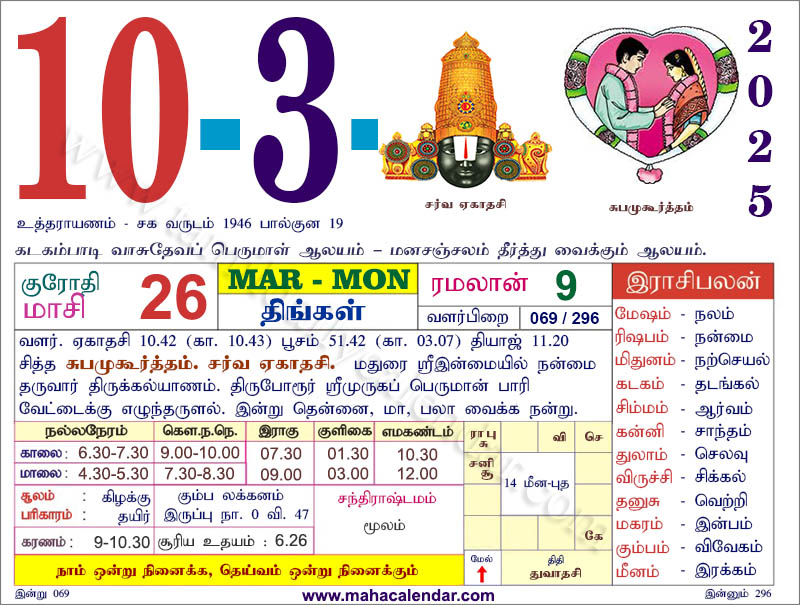 10-3-
2025
சர்வ ஏகாதசி
சுபமுகூர்த்தம்
உத்தராயணம் - சக வருடம் 1946 பால்குன 19
கடகம்பாடி வாசுதேவப் பெருமாள் ஆலயம் – மனசஞ்சலம் தீர்த்து வைக்கும் ஆலயம்.
குரோதி
மாசி
26
MAR - MON
திங்கள்
ரமலான் 9
வளர்பிறை 069 / 296
வளர். ஏகாதசி 10.42 (கா. 10.43) பூசம் 51.42 (கா. 03.07) தியாஜ் 11.20
சித்த சுபமுகூர்த்தம். சர்வ ஏகாதசி. மதுரை ஸ்ரீஇன்மையில் நன்மை
தருவார் திருக்கல்யாணம். திருபோரூர் ஸ்ரீமுருகப் பெருமான் பாரி
வேட்டைக்கு எழுந்தருளல். இன்று தென்னை, மா, பலா வைக்க நன்று.
நல்லநேரம் கௌ.ந.நெ. இராகு குளிகை எமகண்டம்
காலை: 6.30-7.30 9.00-10.00 07.30 01.30 10.30
மாலை: 4.30-5.30 7.30-8.30 09.00 03.00 12.00
சூலம் : கிழக்கு
பரிகாரம் : தயிர்
கும்ப லக்கனம்
இருப்பு நா. 0 வி. 47
சந்திராஷ்டமம்
மூலம்
கரணம் : 9-10.30 சூரிய உதயம் : 6.26
நாம் ஒன்று நினைக்க, தெய்வம் ஒன்று நினைக்கும்
ரா பு
சு
வி
செ
சனி
சூ
14 மீன-புத
கே
மேல்
திதி
துவாதசி
இராசிபலன்
மேஷம் - நலம்
ரிஷபம் - நன்மை
மிதுனம் - நற்செயல்
கடகம் - தடங்கல்
சிம்மம் - ஆர்வம்
கன்னி - சாந்தம்
துலாம் - செலவு
விருச்சி - சிக்கல்
தனுசு - வெற்றி
மகரம் - இன்பம்
கும்பம் - விவேகம்
மீனம் - இரக்கம்
இன்று 069
www.mahacalendar.com
இன்னும் 296